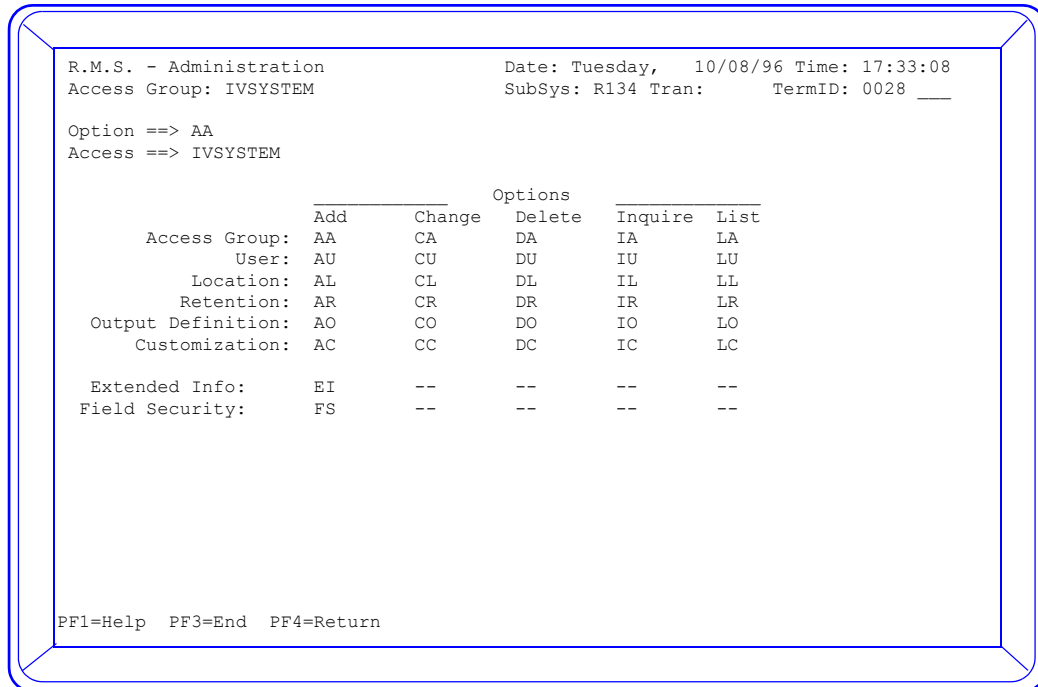 R.M.S. - Administration Date: Tuesday, 10/08/96 Time: 17:33:08
Access Group: IVSYSTEM SubSys: R134 Tran: TermID: 0028 ___
Option ==> AA
Access ==> IVSYSTEM
____________ Options _____________
Add Change Delete Inquire List
Access Group: AA CA DA IA LA
User: AU CU DU IU LU
Location: AL CL DL IL LL
Retention: AR CR DR IR LR
Output Definition: AO CO DO IO LO
Customization: AC CC DC IC LC
Extended Info: EI -- -- -- --
Field Security: FS -- -- -- --
PF1=Help PF3=End PF4=Return